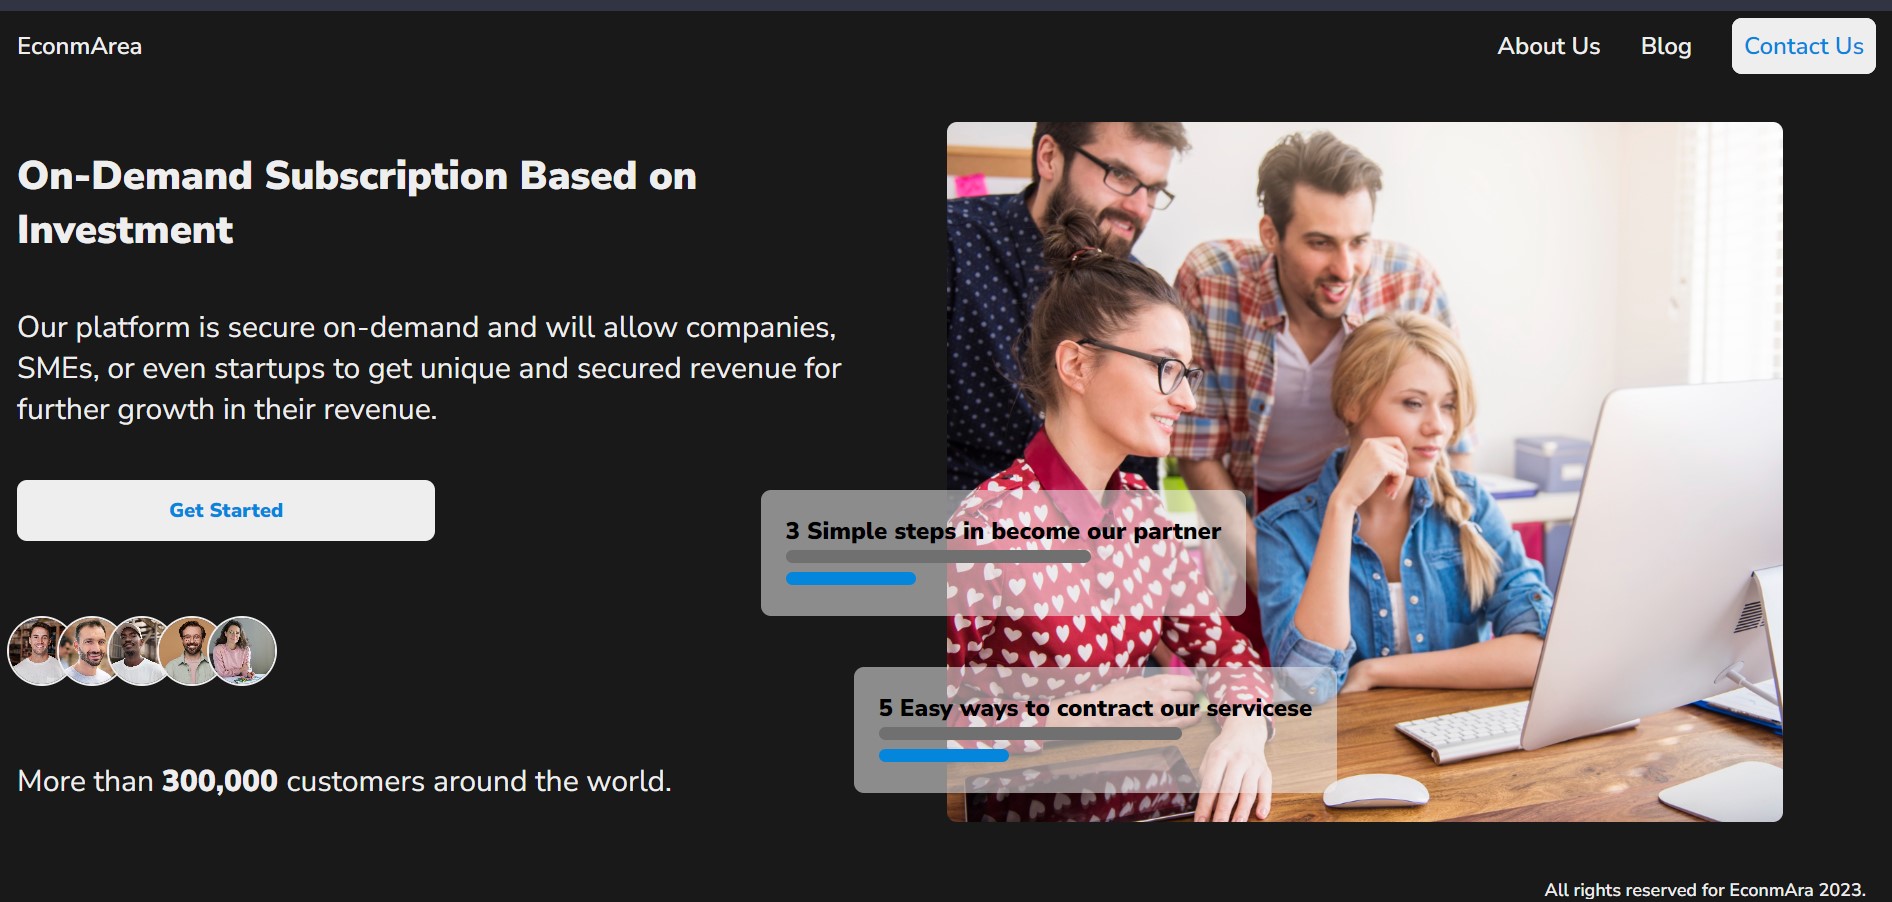 EconmArea
About Us
Blog
Contact Us
On-Demand Subscription Based on
Investment
Our platform is secure on-demand and will allow companies,
SMEs, or even startups to get unique and secured revenue for
further growth in their revenue.
Get Started
3 Simple steps in become our partner
5 Easy ways to contract our servicese
More than 300,000 customers around the world.
All rights reserved for EconmAra 2023.